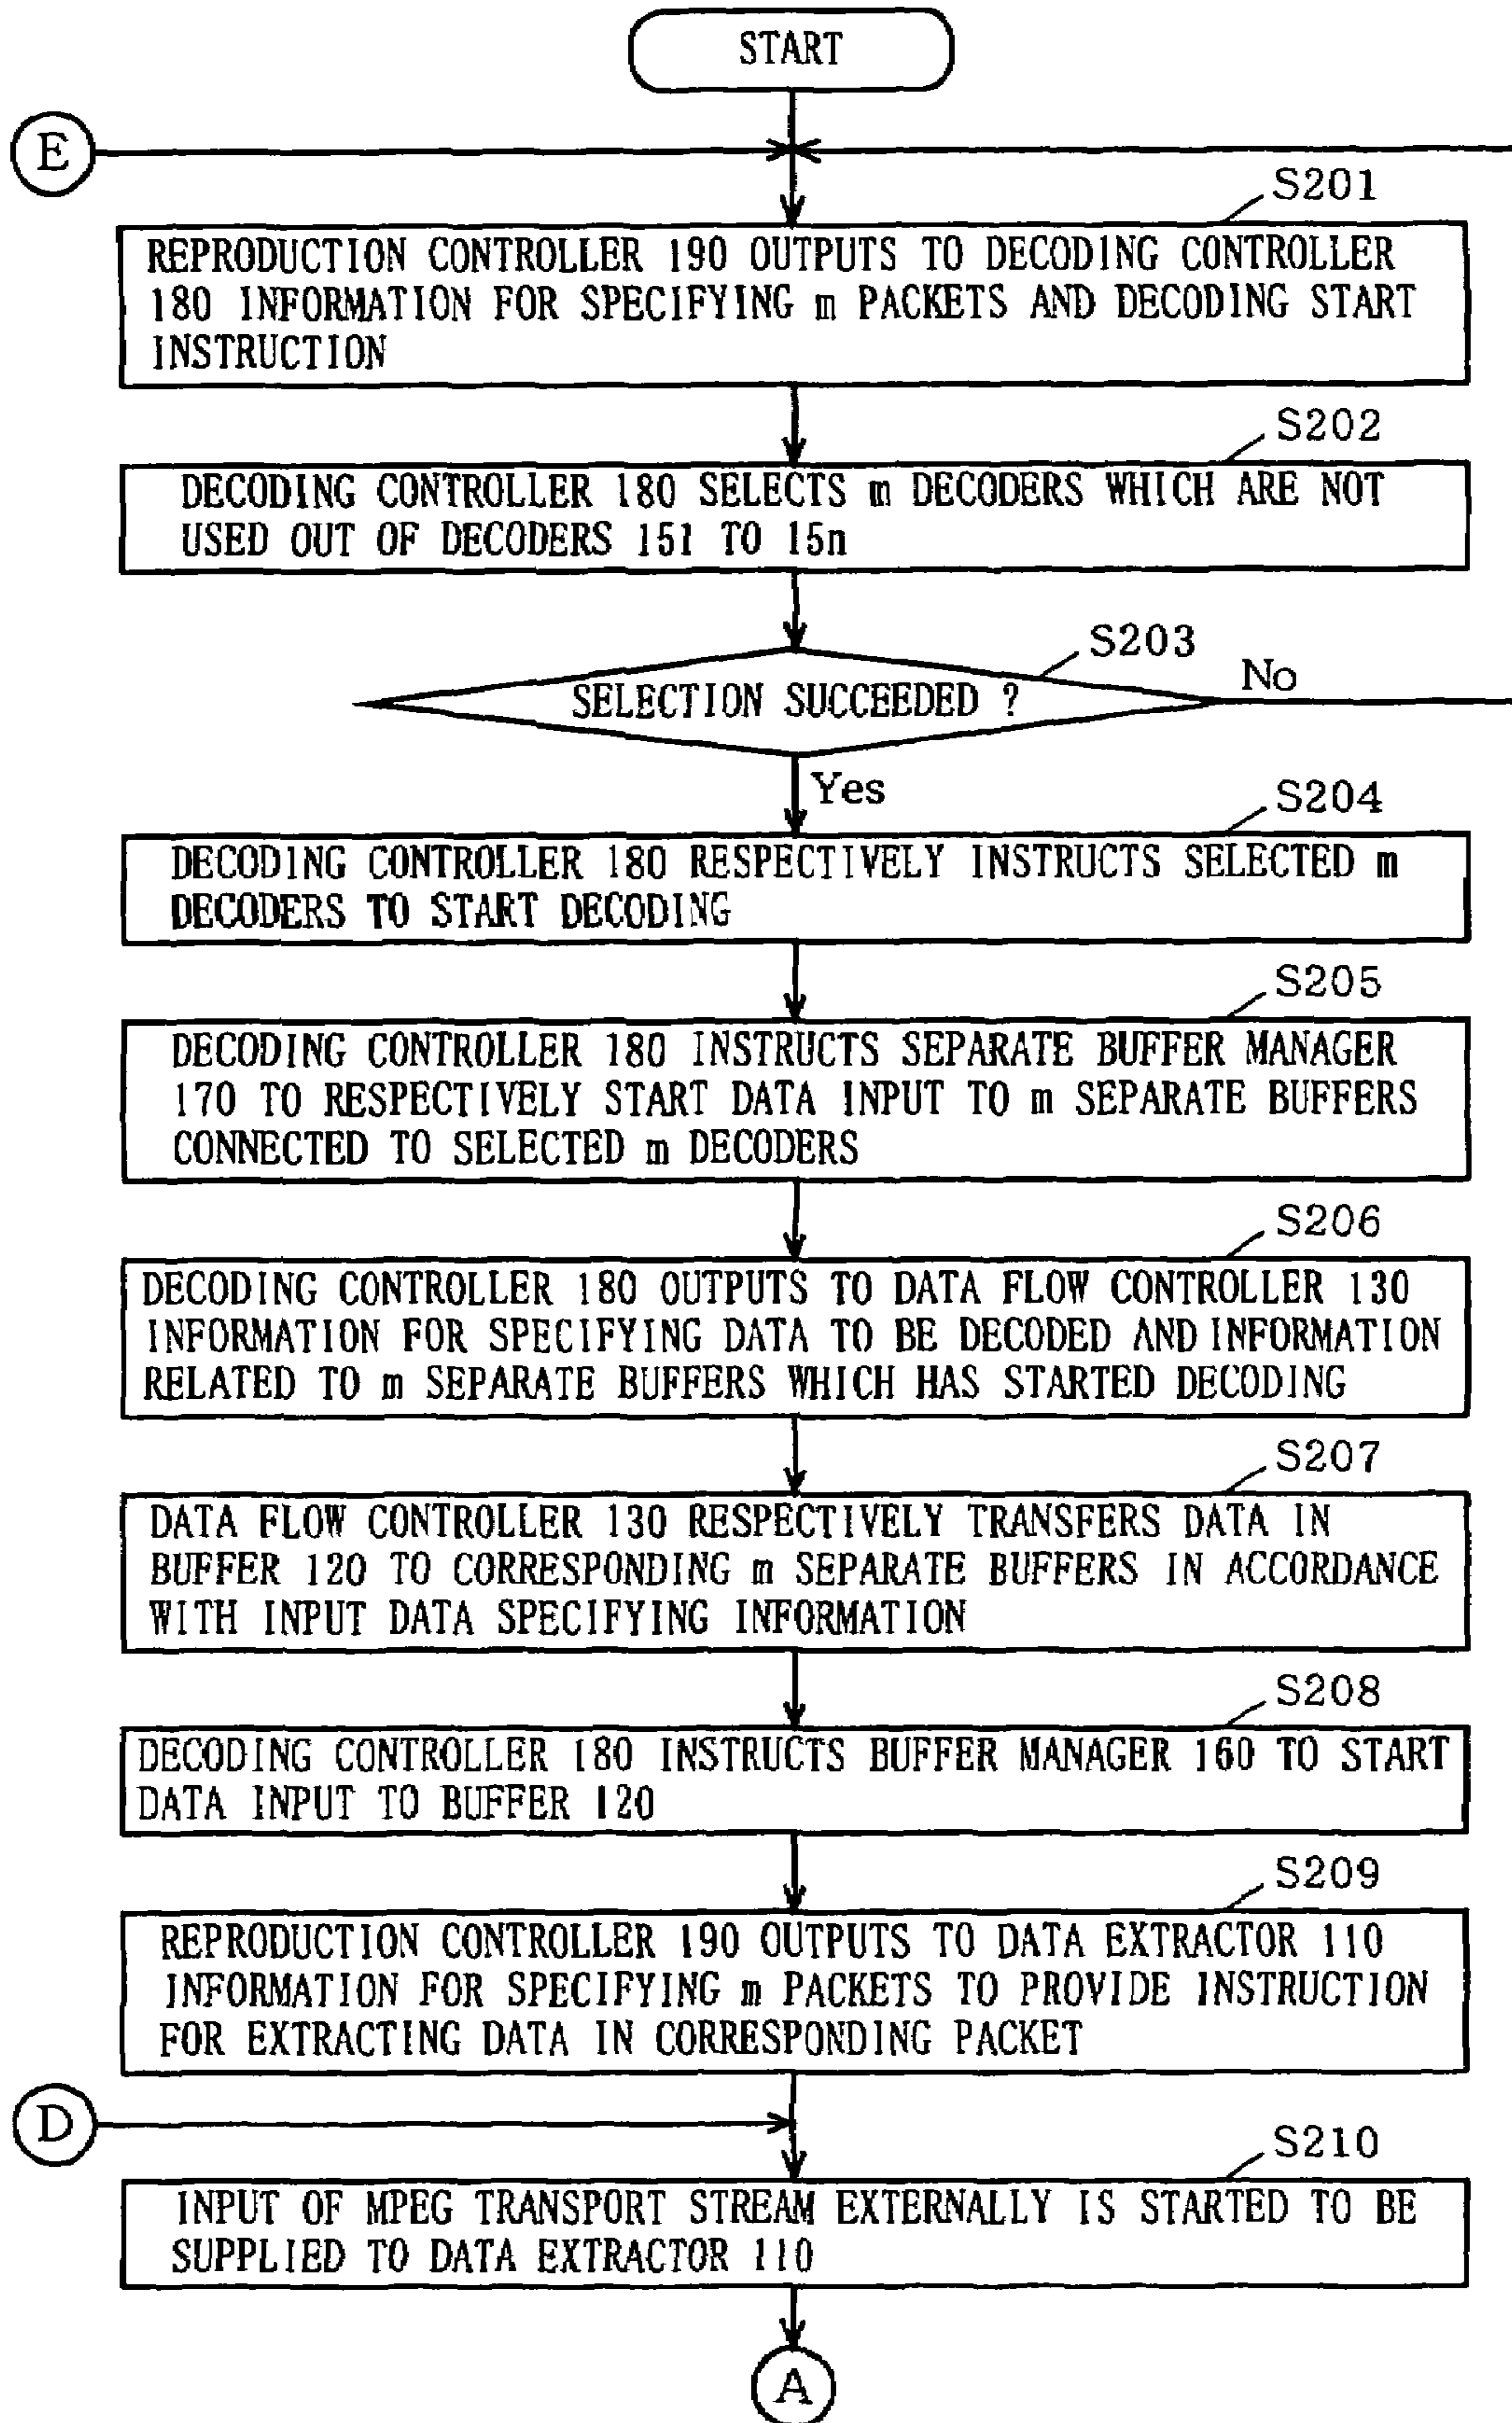 START
E
S201
REPRODUCTION CONTROLLER 190 OUTPUTS TO DECODING CONTROLLER
180 INFORMATION FOR SPECIFYING m PACKETS AND DECODING START
INSTRUCTION
S202
DECODING CONTROLLER 180 SELECTS m DECODERS WHICH ARE NOT
USED OUT OF DECODERS 151 TO 15n
S203
SELECTION SUCCEEDED ?
No
Yes
S204
DECODING CONTROLLER 180 RESPECTIVELY INSTRUCTS SELECTED m
DECODERS TO START DECODING
S205
DECODING CONTROLLER 180 INSTRUCTS SEPARATE BUFFER MANAGER
170 TO RESPECTIVELY START DATA INPUT TO m SEPARATE BUFFERS
CONNECTED TO SELECTED m DECODERS
S206
DECODING CONTROLLER 180 OUTPUTS TO DATA FLOW CONTROLLER 130
INFORMATION FOR SPECIFYING DATA TO BE DECODED AND INFORMATION
RELATED TO m SEPARATE BUFFERS WHICH HAS STARTED DECODING
S207
DATA FLOW CONTROLLER 130 RESPECTIVELY TRANSFERS DATA IN
BUFFER 120 TO CORRESPONDING m SEPARATE BUFFERS IN ACCORDANCE
WITH INPUT DATA SPECIFYING INFORMATION
S208
DECODING CONTROLLER 180 INSTRUCTS BUFFER MANAGER 160 TO START
DATA INPUT TO BUFFER 120
S209
REPRODUCTION CONTROLLER 190 OUTPUTS TO DATA EXTRACTOR 110
INFORMATION FOR SPECIFYING m PACKETS TO PROVIDE INSTRUCTION
FOR EXTRACTING DATA IN CORRESPONDING PACKET
D
S210
INPUT OF MPEG TRANSPORT STREAM EXTERNALLY IS STARTED TO BE
SUPPLIED TO DATA EXTRACTOR 110
A